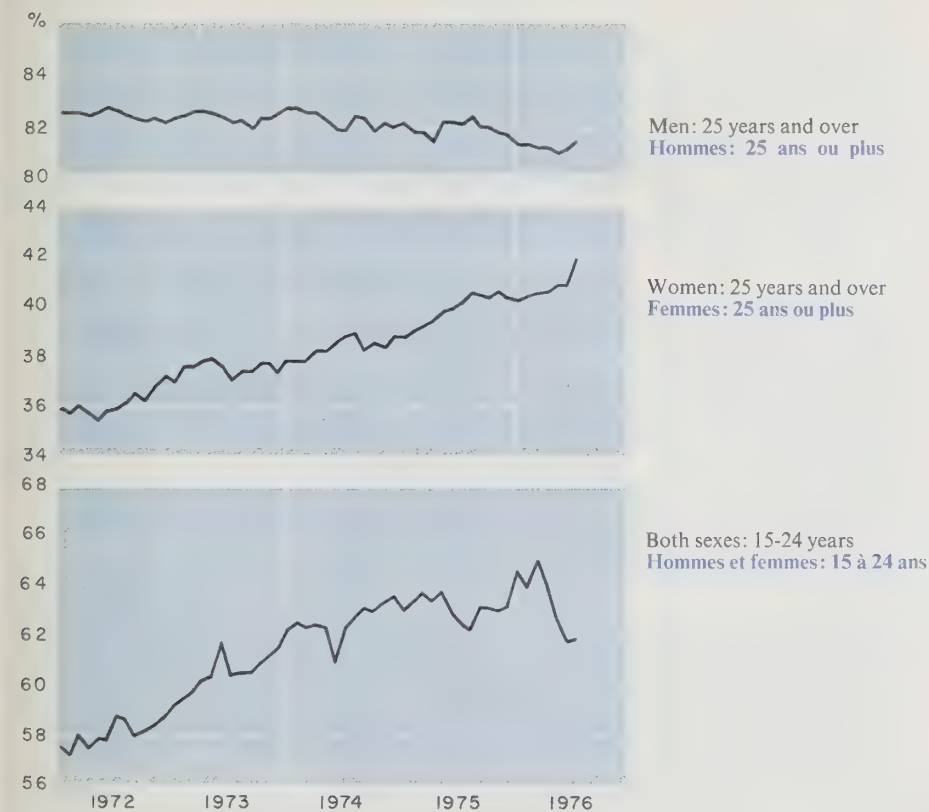 %
84
82
80
Men: 25 years and over
Hommes: 25 ans ou plus
44
42
40
38
36
34
Women: 25 years and over
Femmes: 25 ans ou plus
68
66
64
62
60
58
56
Both sexes: 15-24 years
Hommes et femmes: 15 à 24 ans
1972 1973 1974 1975 1976